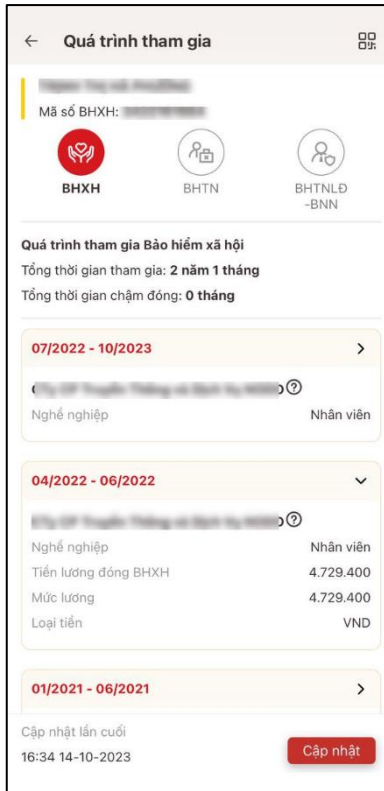 Quá trình tham gia
Mã số BHXH:
BHXH BHTN BHTNLĐ
-BNN
Quá trình tham gia Bảo hiểm xã hội
Tổng thời gian tham gia: 2 năm 1 tháng
Tổng thời gian chậm đóng: 0 tháng
07/2022 - 10/2023
Nghề nghiệp Nhân viên
04/2022 - 06/2022
Nghề nghiệp Nhân viên
Tiền lương đóng BHXH 4.729.400
Mức lương 4.729.400
Loại tiền VND
01/2021 - 06/2021
Cập nhật lần cuối
16:34 14-10-2023 Cập nhật